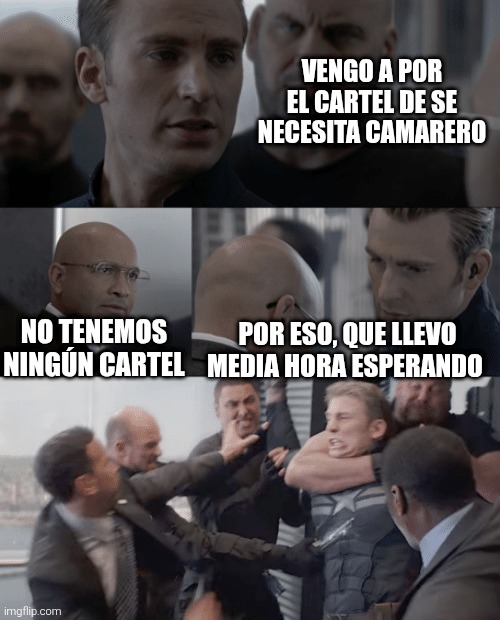 VENGO A POR
EL CARTEL DE SE
NECESITA CAMARERO
NO TENEMOS
NINGÚN CARTEL
POR ESO, QUE LLEVO
MEDIA HORA ESPERANDO
imgflip.com